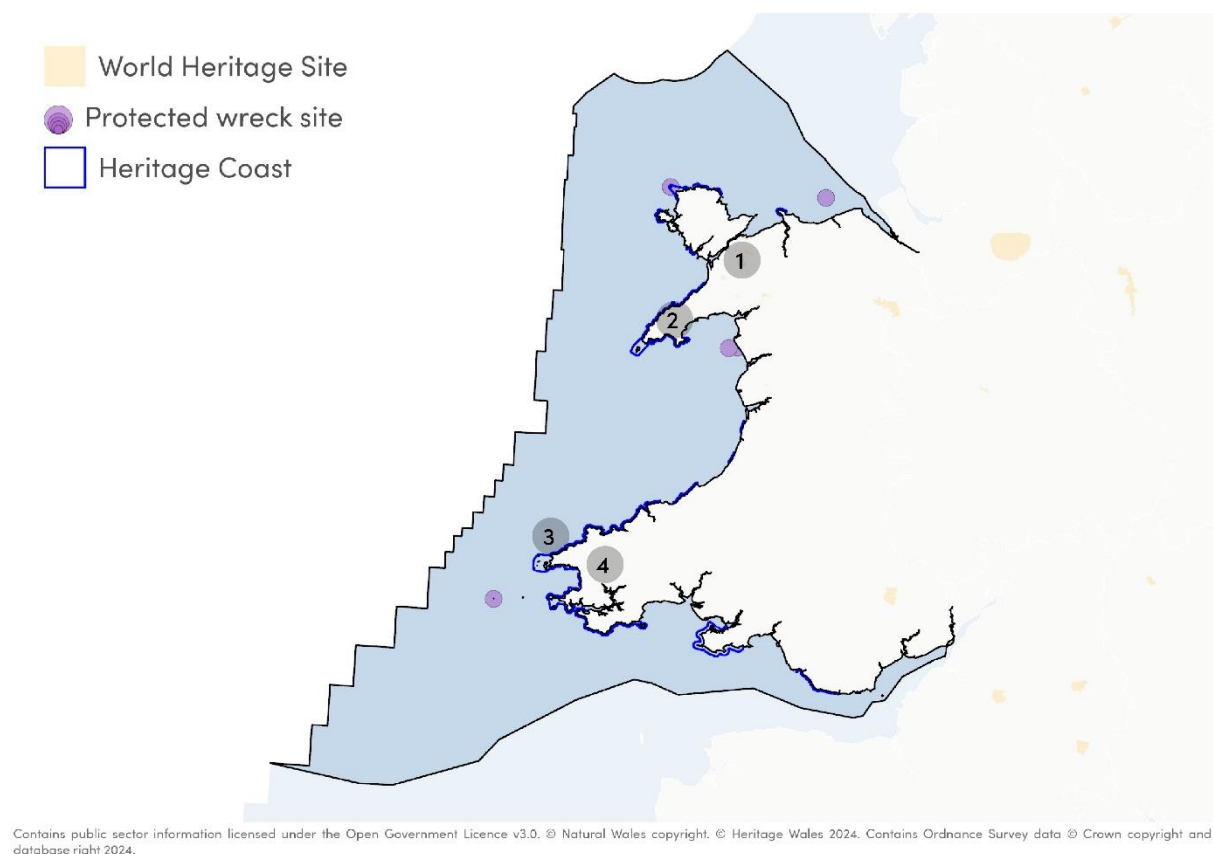 World Heritage Site
Protected wreck site
Heritage Coast
1
2
3
4
Contains public sector information licensed under the Open Government Licence v3.0. © Natural Wales copyright. © Heritage Wales 2024. Contains Ordnance Survey data © Crown copyright and
database right 2024.